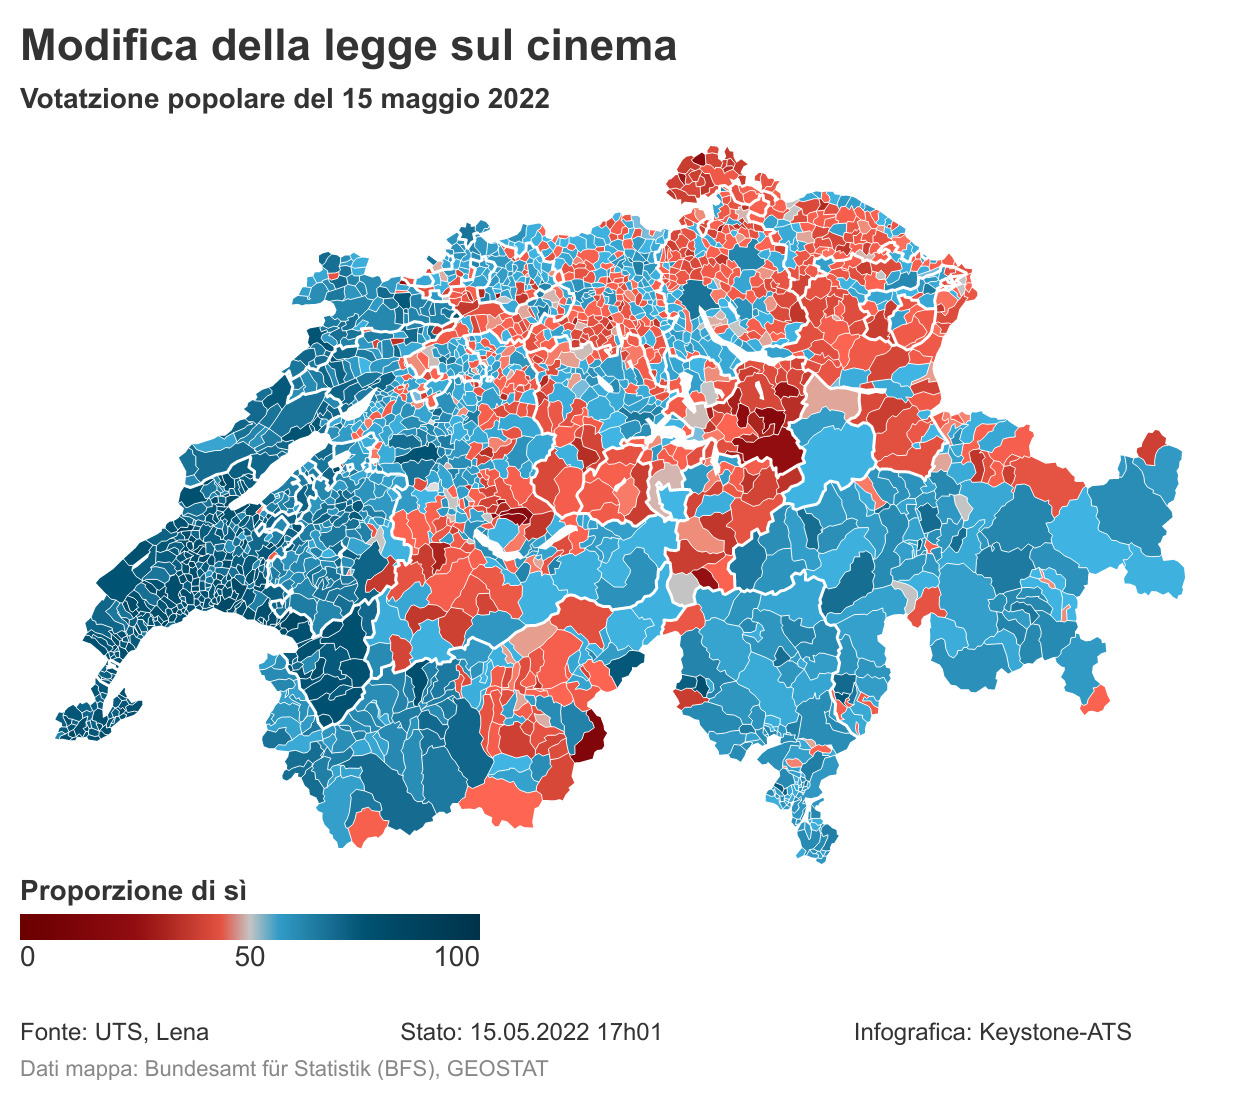 Modifica della legge sul cinema
Votatzione popolare del 15 maggio 2022
Proporzione di sì
0 50 100
Fonte: UTS, Lena Stato: 15.05.2022 17h01 Infografica: Keystone-ATS
Dati mappa: Bundesamt für Statistik (BFS), GEOSTAT